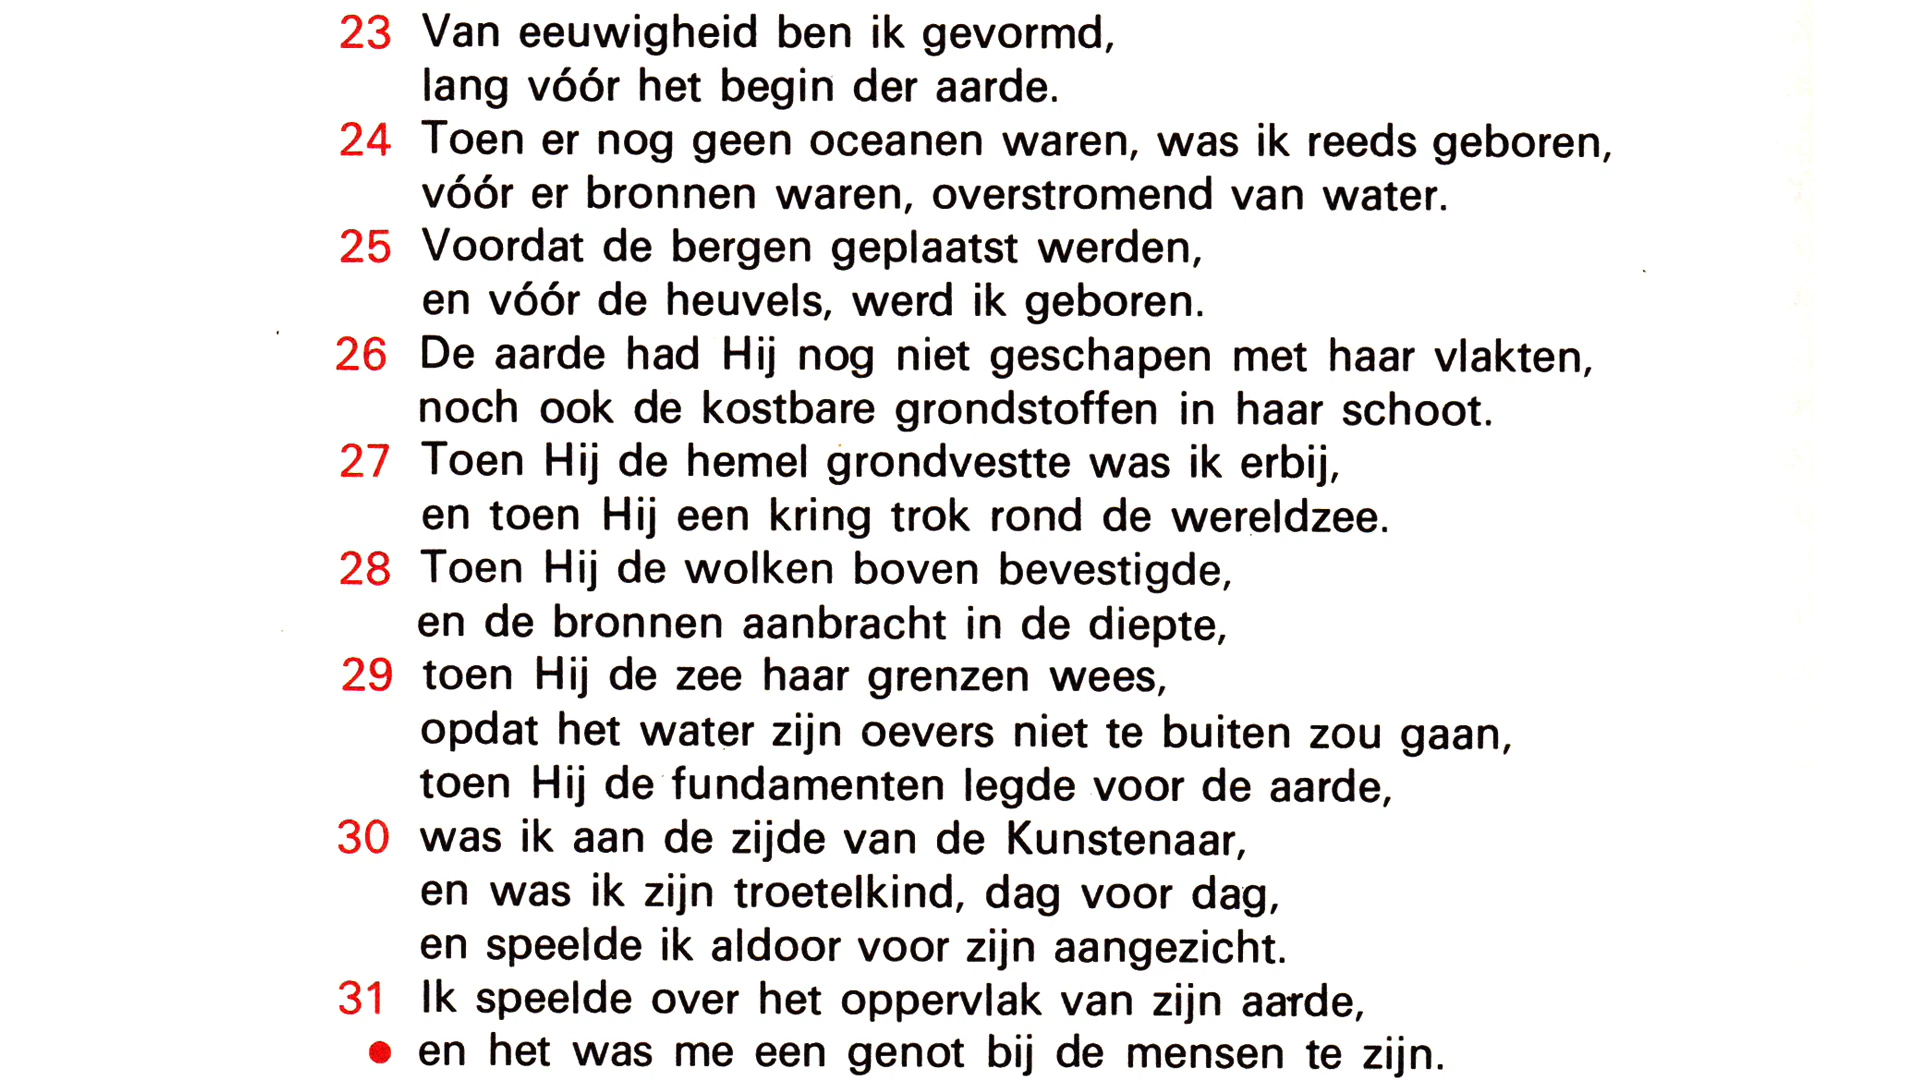 23 Van eeuwigheid ben ik gevormd,
lang vóór het begin der aarde.
24 Toen er nog geen oceanen waren, was ik reeds geboren,
vóór er bronnen waren, overstromend van water.
25 Voordat de bergen geplaatst werden,
en vóór de heuvels, werd ik geboren.
26 De aarde had Hij nog niet geschapen met haar vlakten,
noch ook de kostbare grondstoffen in haar schoot.
27 Toen Hij de hemel grondvestte was ik erbij,
en toen Hij een kring trok rond de wereldzee.
28 Toen Hij de wolken boven bevestigde,
en de bronnen aanbracht in de diepte,
29 toen Hij de zee haar grenzen wees,
opdat het water zijn oevers niet te buiten zou gaan,
toen Hij de fundamenten legde voor de aarde,
30 was ik aan de zijde van de Kunstenaar,
en was ik zijn troetelkind, dag voor dag,
en speelde ik aldoor voor zijn aangezicht.
31 Ik speelde over het oppervlak van zijn aarde,
● en het was me een genot bij de mensen te zijn.